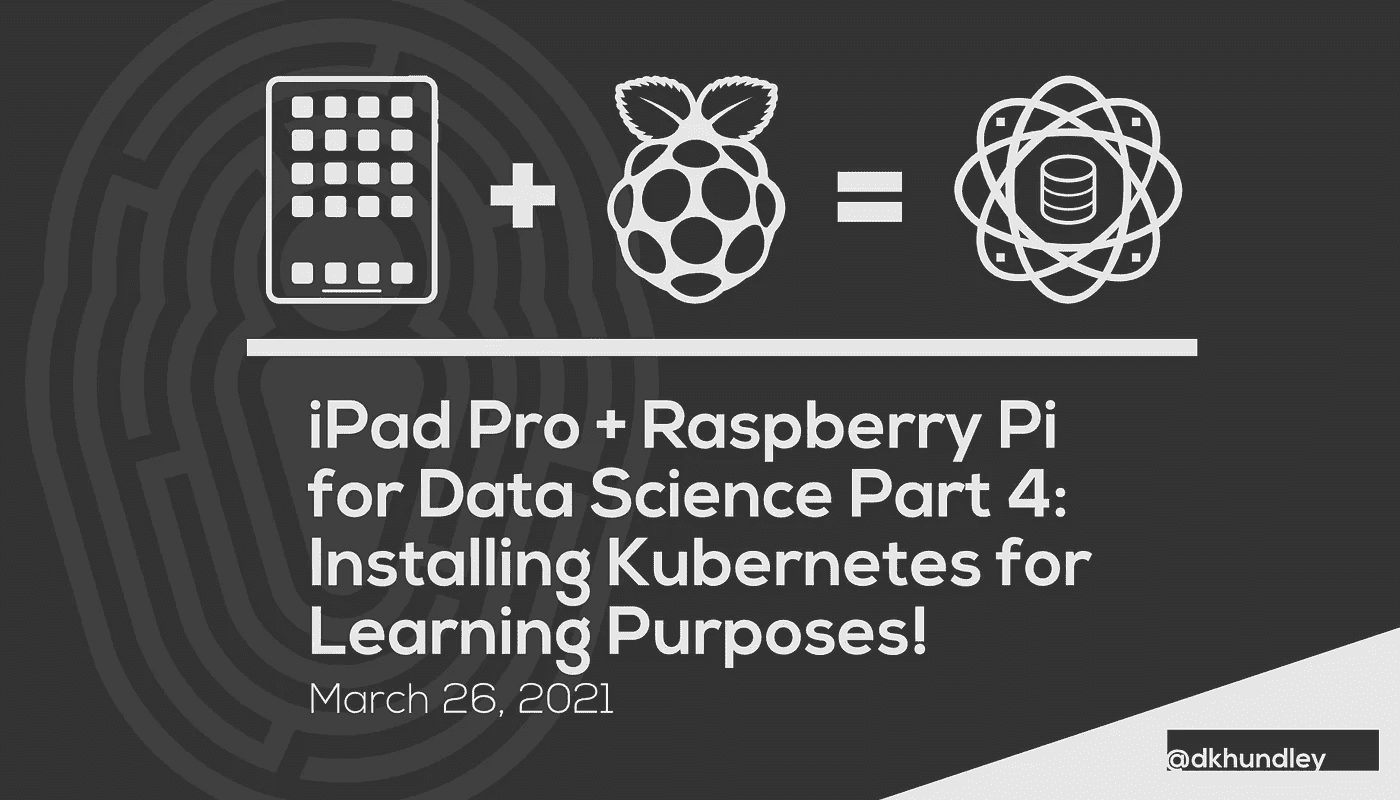 iPad Pro + Raspberry Pi
for Data Science Part 4:
Installing Kubernetes for
Learning Purposes!
March 26, 2021
@dkhundley